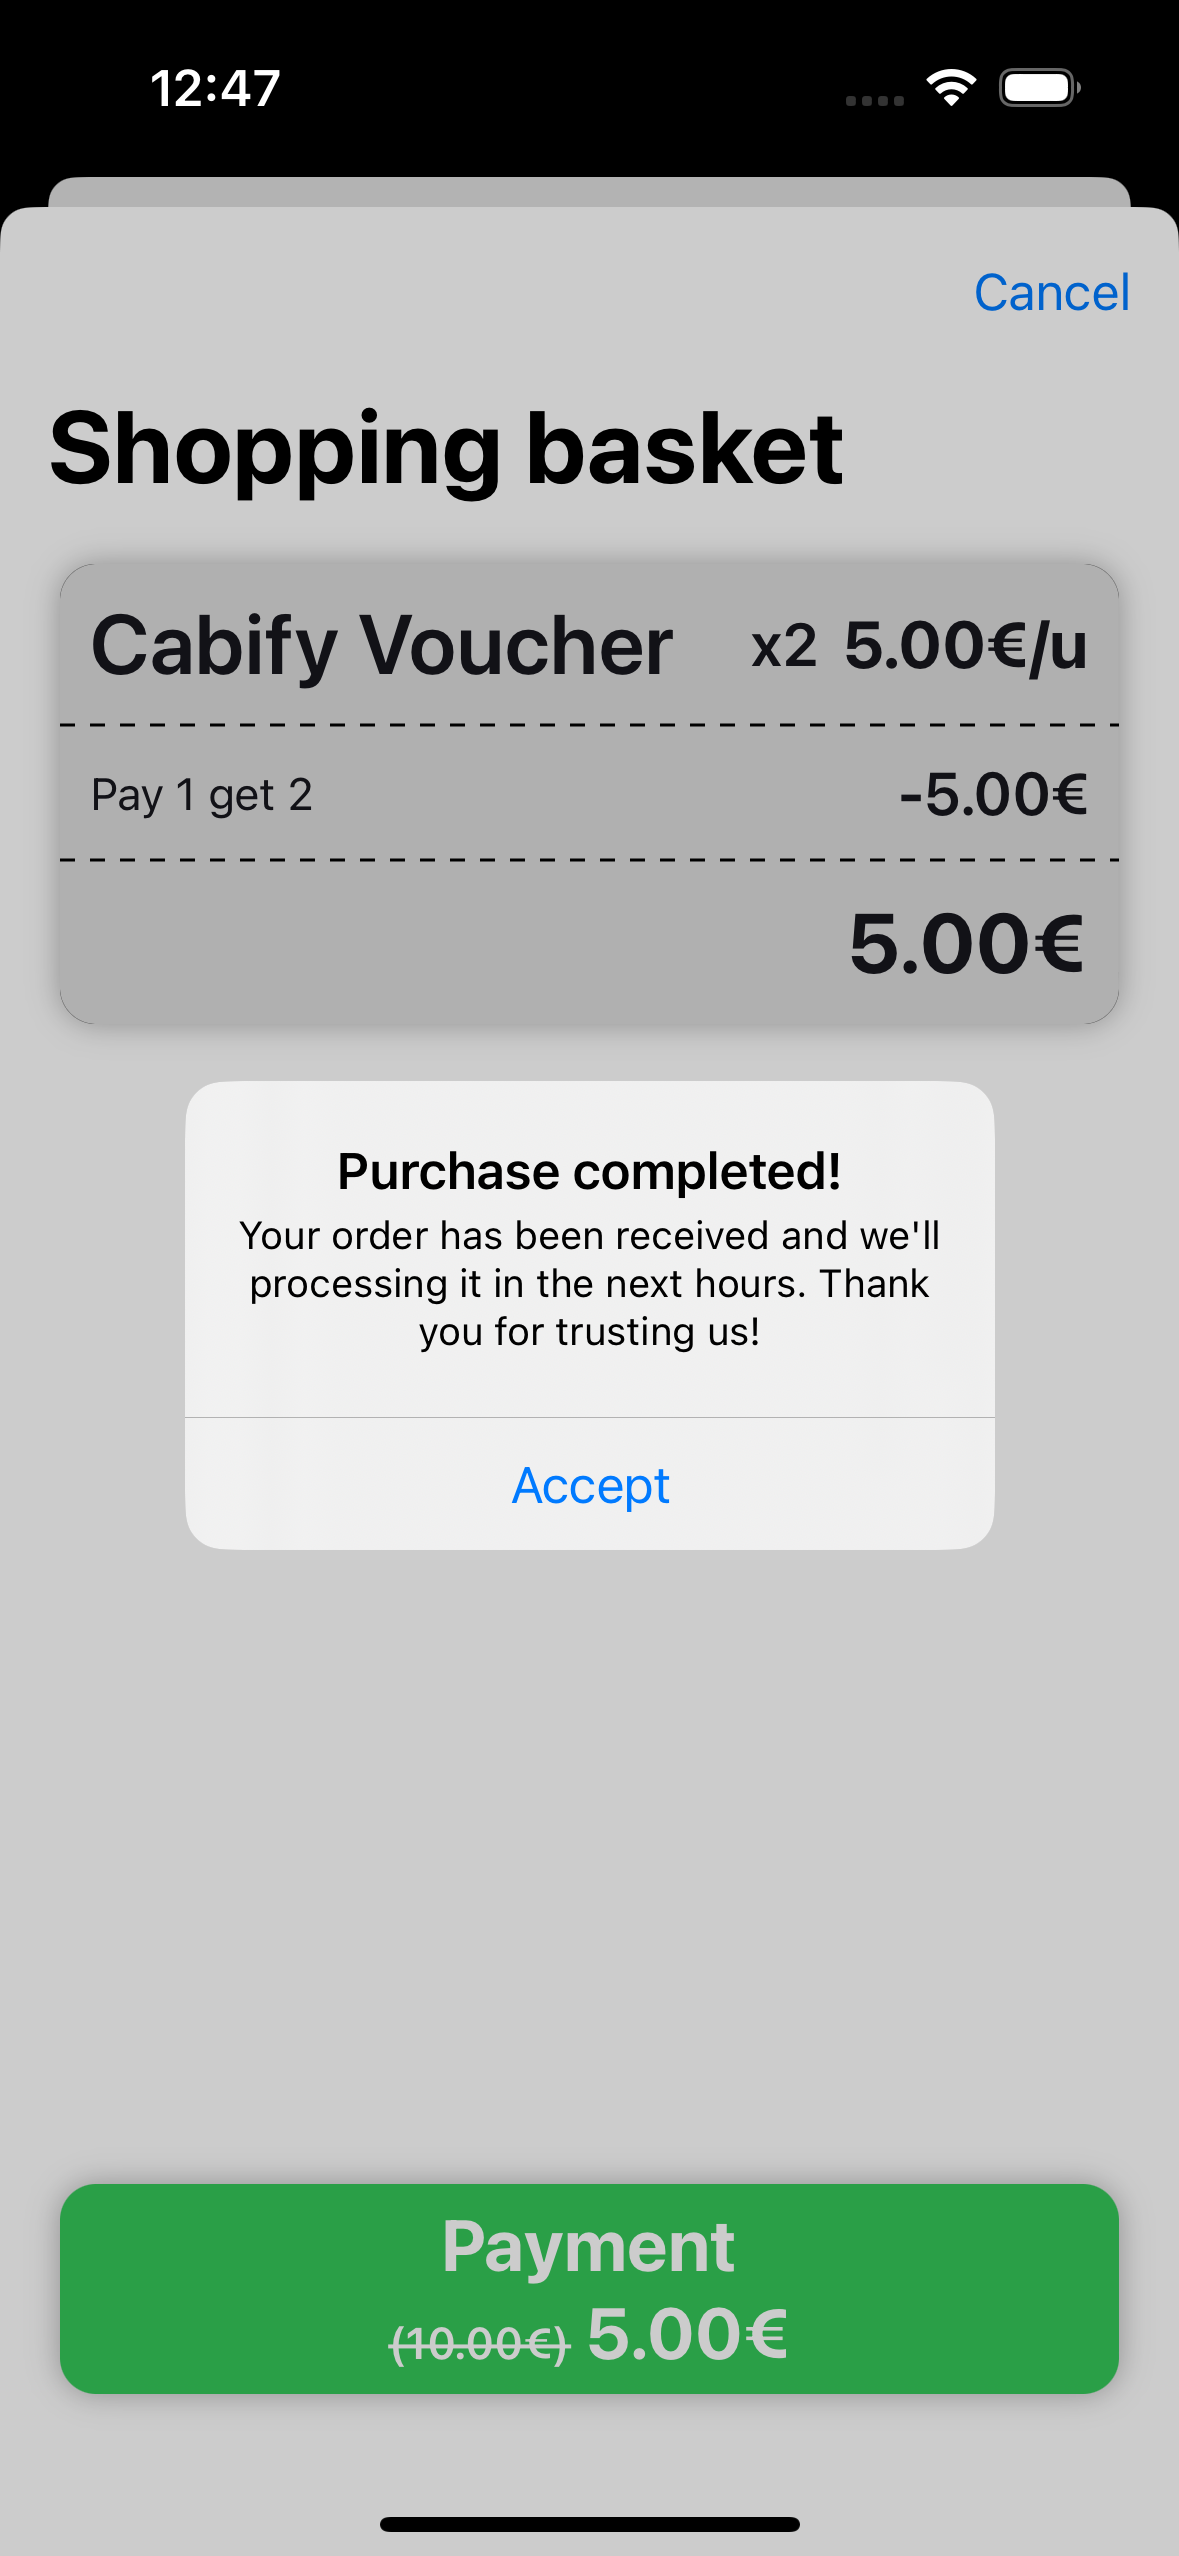 12:47
Cancel
Shopping basket
Cabify Voucher x2 5.00€/u
Pay 1 get 2 -5.00€
5.00€
Purchase completed!
Your order has been received and we'll
processing it in the next hours. Thank
you for trusting us!
Accept
Payment
(10.00€) 5.00€